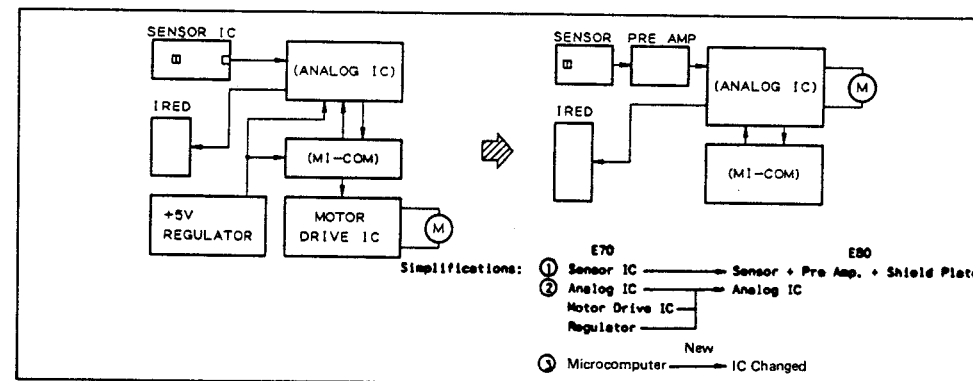 SENSOR IC
(ANALOG IC)
IRED
(MI-COM)
+5V
REGULATOR
MOTOR
DRIVE IC
M
SENSOR PRE AMP
(ANALOG IC)
M
IRED
(MI-COM)
E70 E80
Simplifications: ① Sensor IC Sensor + Pre Amp. + Shield Plate
② Analog IC Analog IC
Motor Drive IC
Regulator
New
③ Microcomputer IC Changed